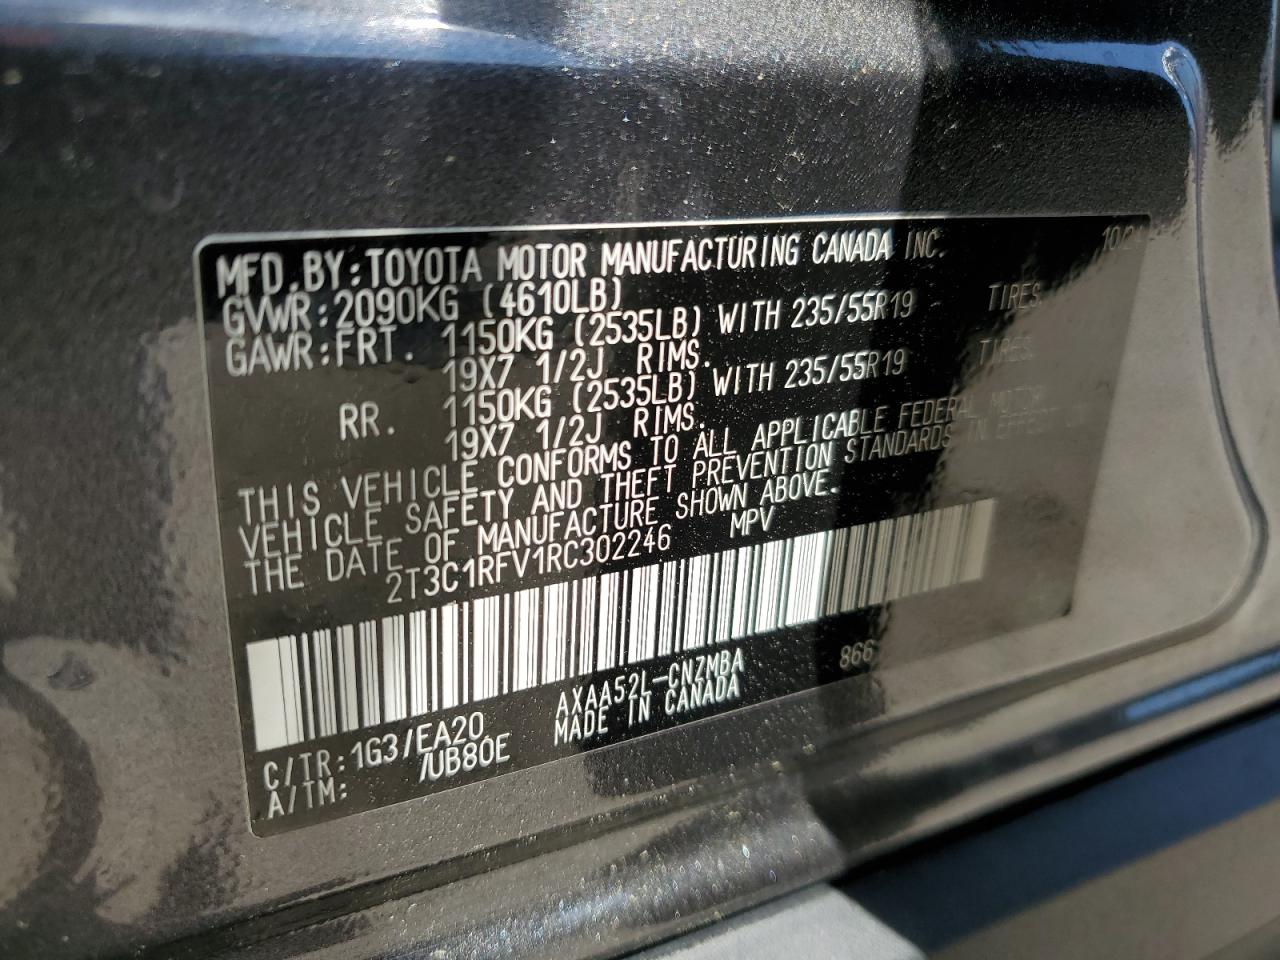 MFD. BY: TOYOTA MOTOR MANUFACTURING CANADA INC. 10/21
GVWR: 2090KG (4610LB)
GAWR: FRT. 1150KG (2535LB) WITH 235/55R19 TIRES,
19X7 1/2J RIMS.
RR. 1150KG (2535LB) WITH 235/55R19 TIRES,
19X7 1/2J RIMS.
THIS VEHICLE CONFORMS TO ALL APPLICABLE FEDERAL MOTOR
VEHICLE SAFETY AND THEFT PREVENTION STANDARDS IN EFFECT ON
THE DATE OF MANUFACTURE SHOWN ABOVE.
2T3C1RFV1RC302246 MPV
C/TR: 1G3/EA20 AXAA52L-CNZMBA 866
A/TM: /UB80E MADE IN CANADA